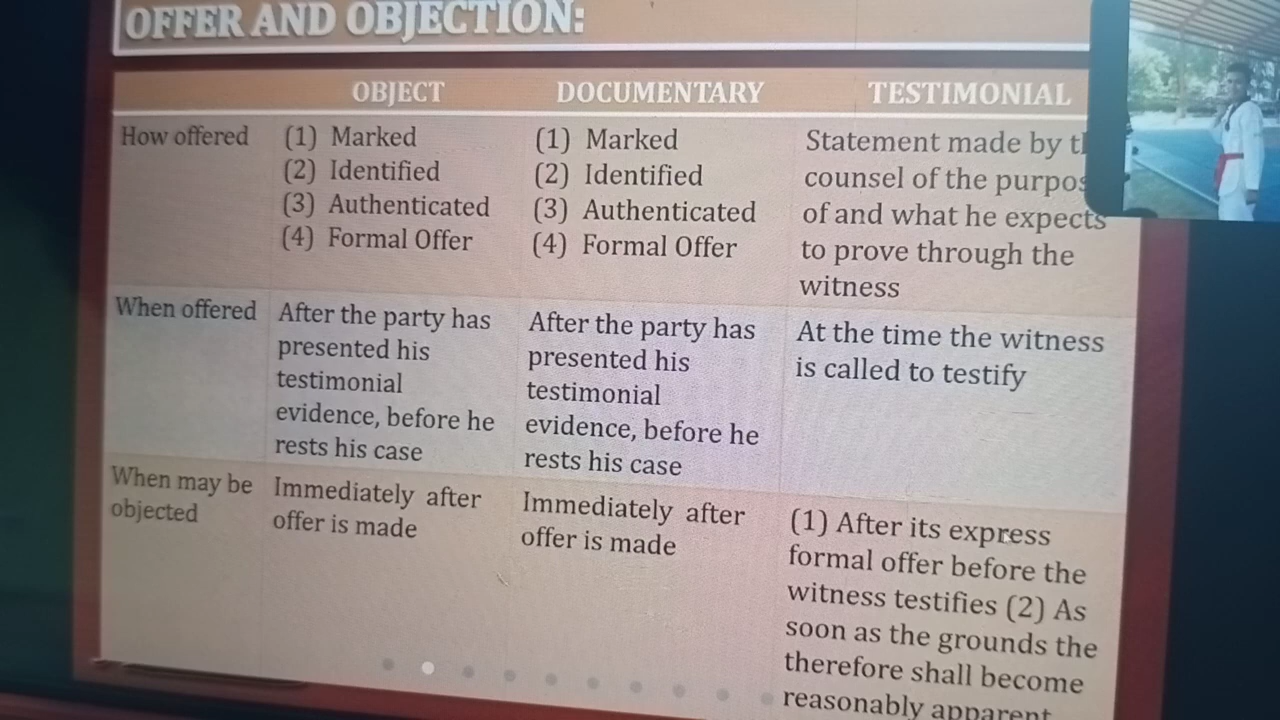 OFFER AND OBJECTION:
OBJECT DOCUMENTARY TESTIMONIAL
How offered
(1) Marked
(2) Identified
(3) Authenticated
(4) Formal Offer
(1) Marked
(2) Identified
(3) Authenticated
(4) Formal Offer
Statement made by
counsel of the
of and what he expects
to prove through the
witness
When offered
After the party has
presented his
testimonial
evidence, before he
rests his case
After the party has
presented his
testimonial
evidence, before he
rests his case
At the time the witness
is called to testify
When may be
objected
Immediately after
offer is made
Immediately after
offer is made
(1) After its express
formal offer before the
witness testifies (2) As
soon as the grounds the
therefore shall become
reasonably apparent